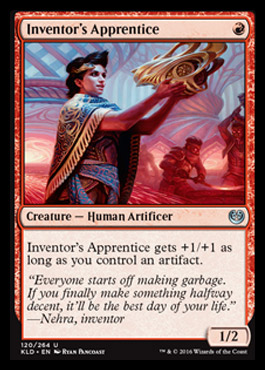 Inventor's Apprentice
Creature — Human Artificer
Inventor's Apprentice gets +1/+1 as
long as you control an artifact.
“Everyone starts off making garbage.
If you finally make something halfway
decent, it'll be the best day of your life.”
—Nehra, inventor
1/2
120/264 U
KLD • EN Ryan Pancoast
™ & © 2016 Wizards of the Coast